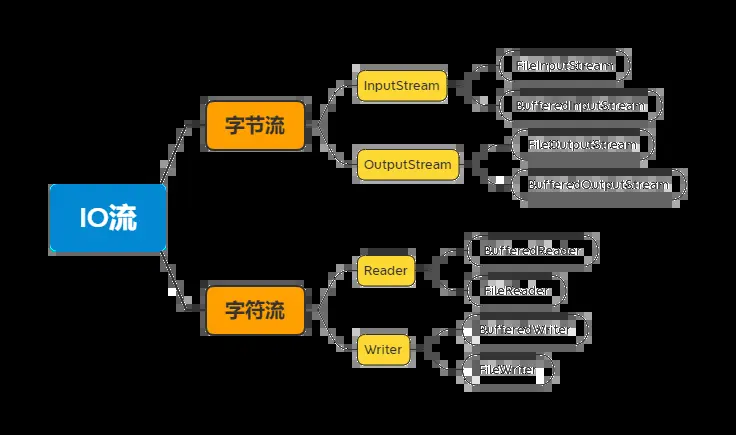 IO流
字节流
InputStream
FileInputStream
BufferedInputStream
OutputStream
FileOutputStream
BufferedOutputStream
字符流
Reader
BufferedReader
FileReader
Writer
BufferedWriter
FileWriter